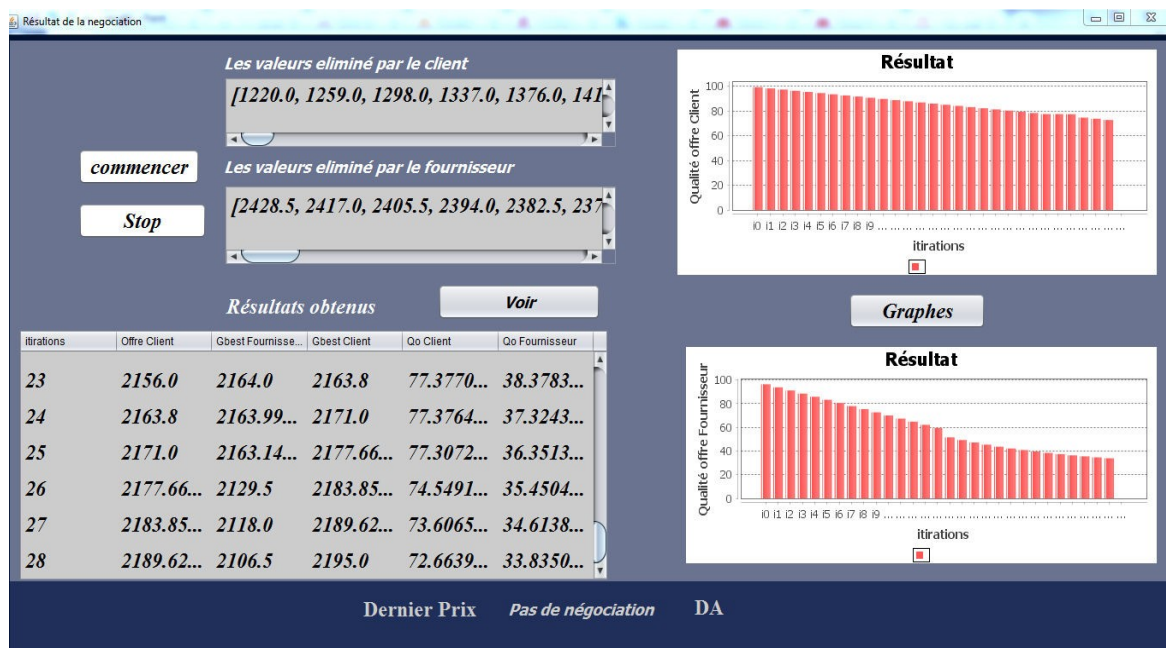 Résultat de la negociation
Les valeurs eliminé par le client
[1220.0, 1259.0, 1298.0, 1337.0, 1376.0, 141
commencer
Les valeurs eliminé par le fournisseur
[2428.5, 2417.0, 2405.5, 2394.0, 2382.5, 237
Stop
Résultats obtenus
Voir
itirations Offre Client Gbest Fournisse... Gbest Client Qo Client Qo Fournisseur
23 2156.0 2164.0 2163.8 77.3770... 38.3783...
24 2163.8 2163.99... 2171.0 77.3764... 37.3243...
25 2171.0 2163.14... 2177.66... 77.3072... 36.3513...
26 2177.66... 2129.5 2183.85... 74.5491... 35.4504...
27 2183.85... 2118.0 2189.62... 73.6065... 34.6138...
28 2189.62... 2106.5 2195.0 72.6639... 33.8350...
Résultat
Qualité offre Client
100
80
60
40
20
0
i0 i1 i2 i3 i4 i5 i6 i7 i8 i9 ... ... ... ... ... ... ... ... ... ... ... ... ... ... ... ... ... ... ...
itirations
Graphes
Résultat
Qualité offre Fournisseur
100
80
60
40
20
0
i0 i1 i2 i3 i4 i5 i6 i7 i8 i9 ... ... ... ... ... ... ... ... ... ... ... ... ... ... ... ... ... ... ...
itirations
Dernier Prix Pas de négociation DA